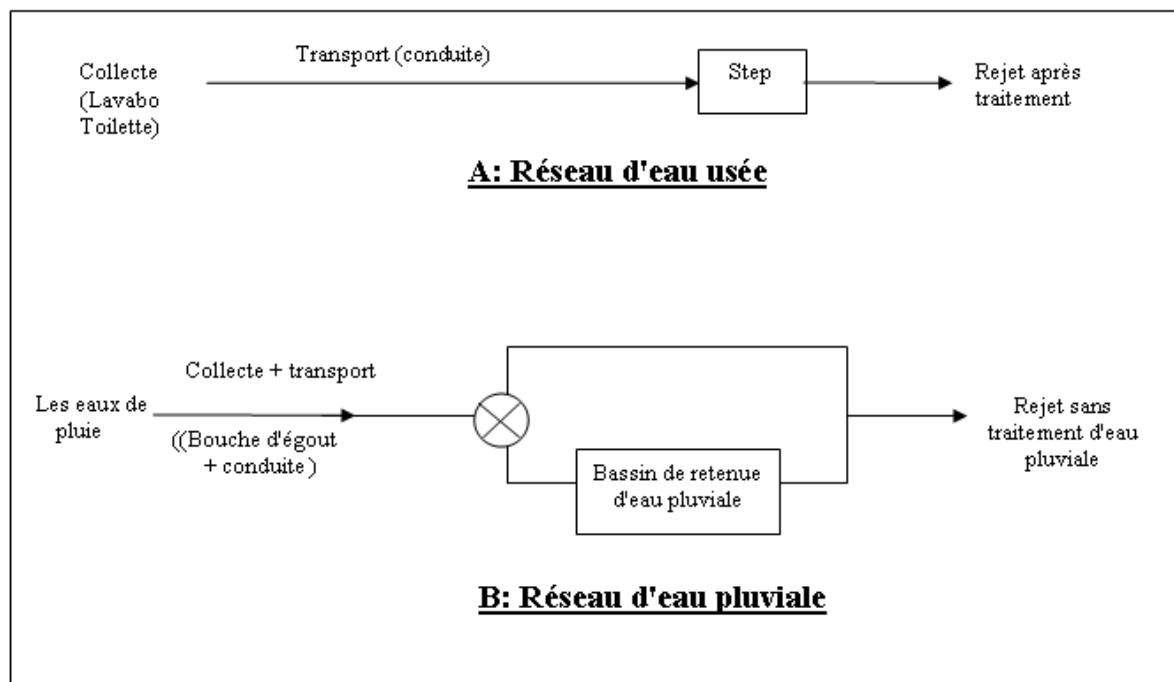 Transport (conduite)
Collecte
(Lavabo
Toilette)
Step
Rejet après
traitement
A: Réseau d'eau usée
Collecte + transport
Les eaux de
pluie
((Bouche d'égout
+ conduite )
Bassin de retenue
d'eau pluviale
Rejet sans
traitement d'eau
pluviale
B: Réseau d'eau pluviale